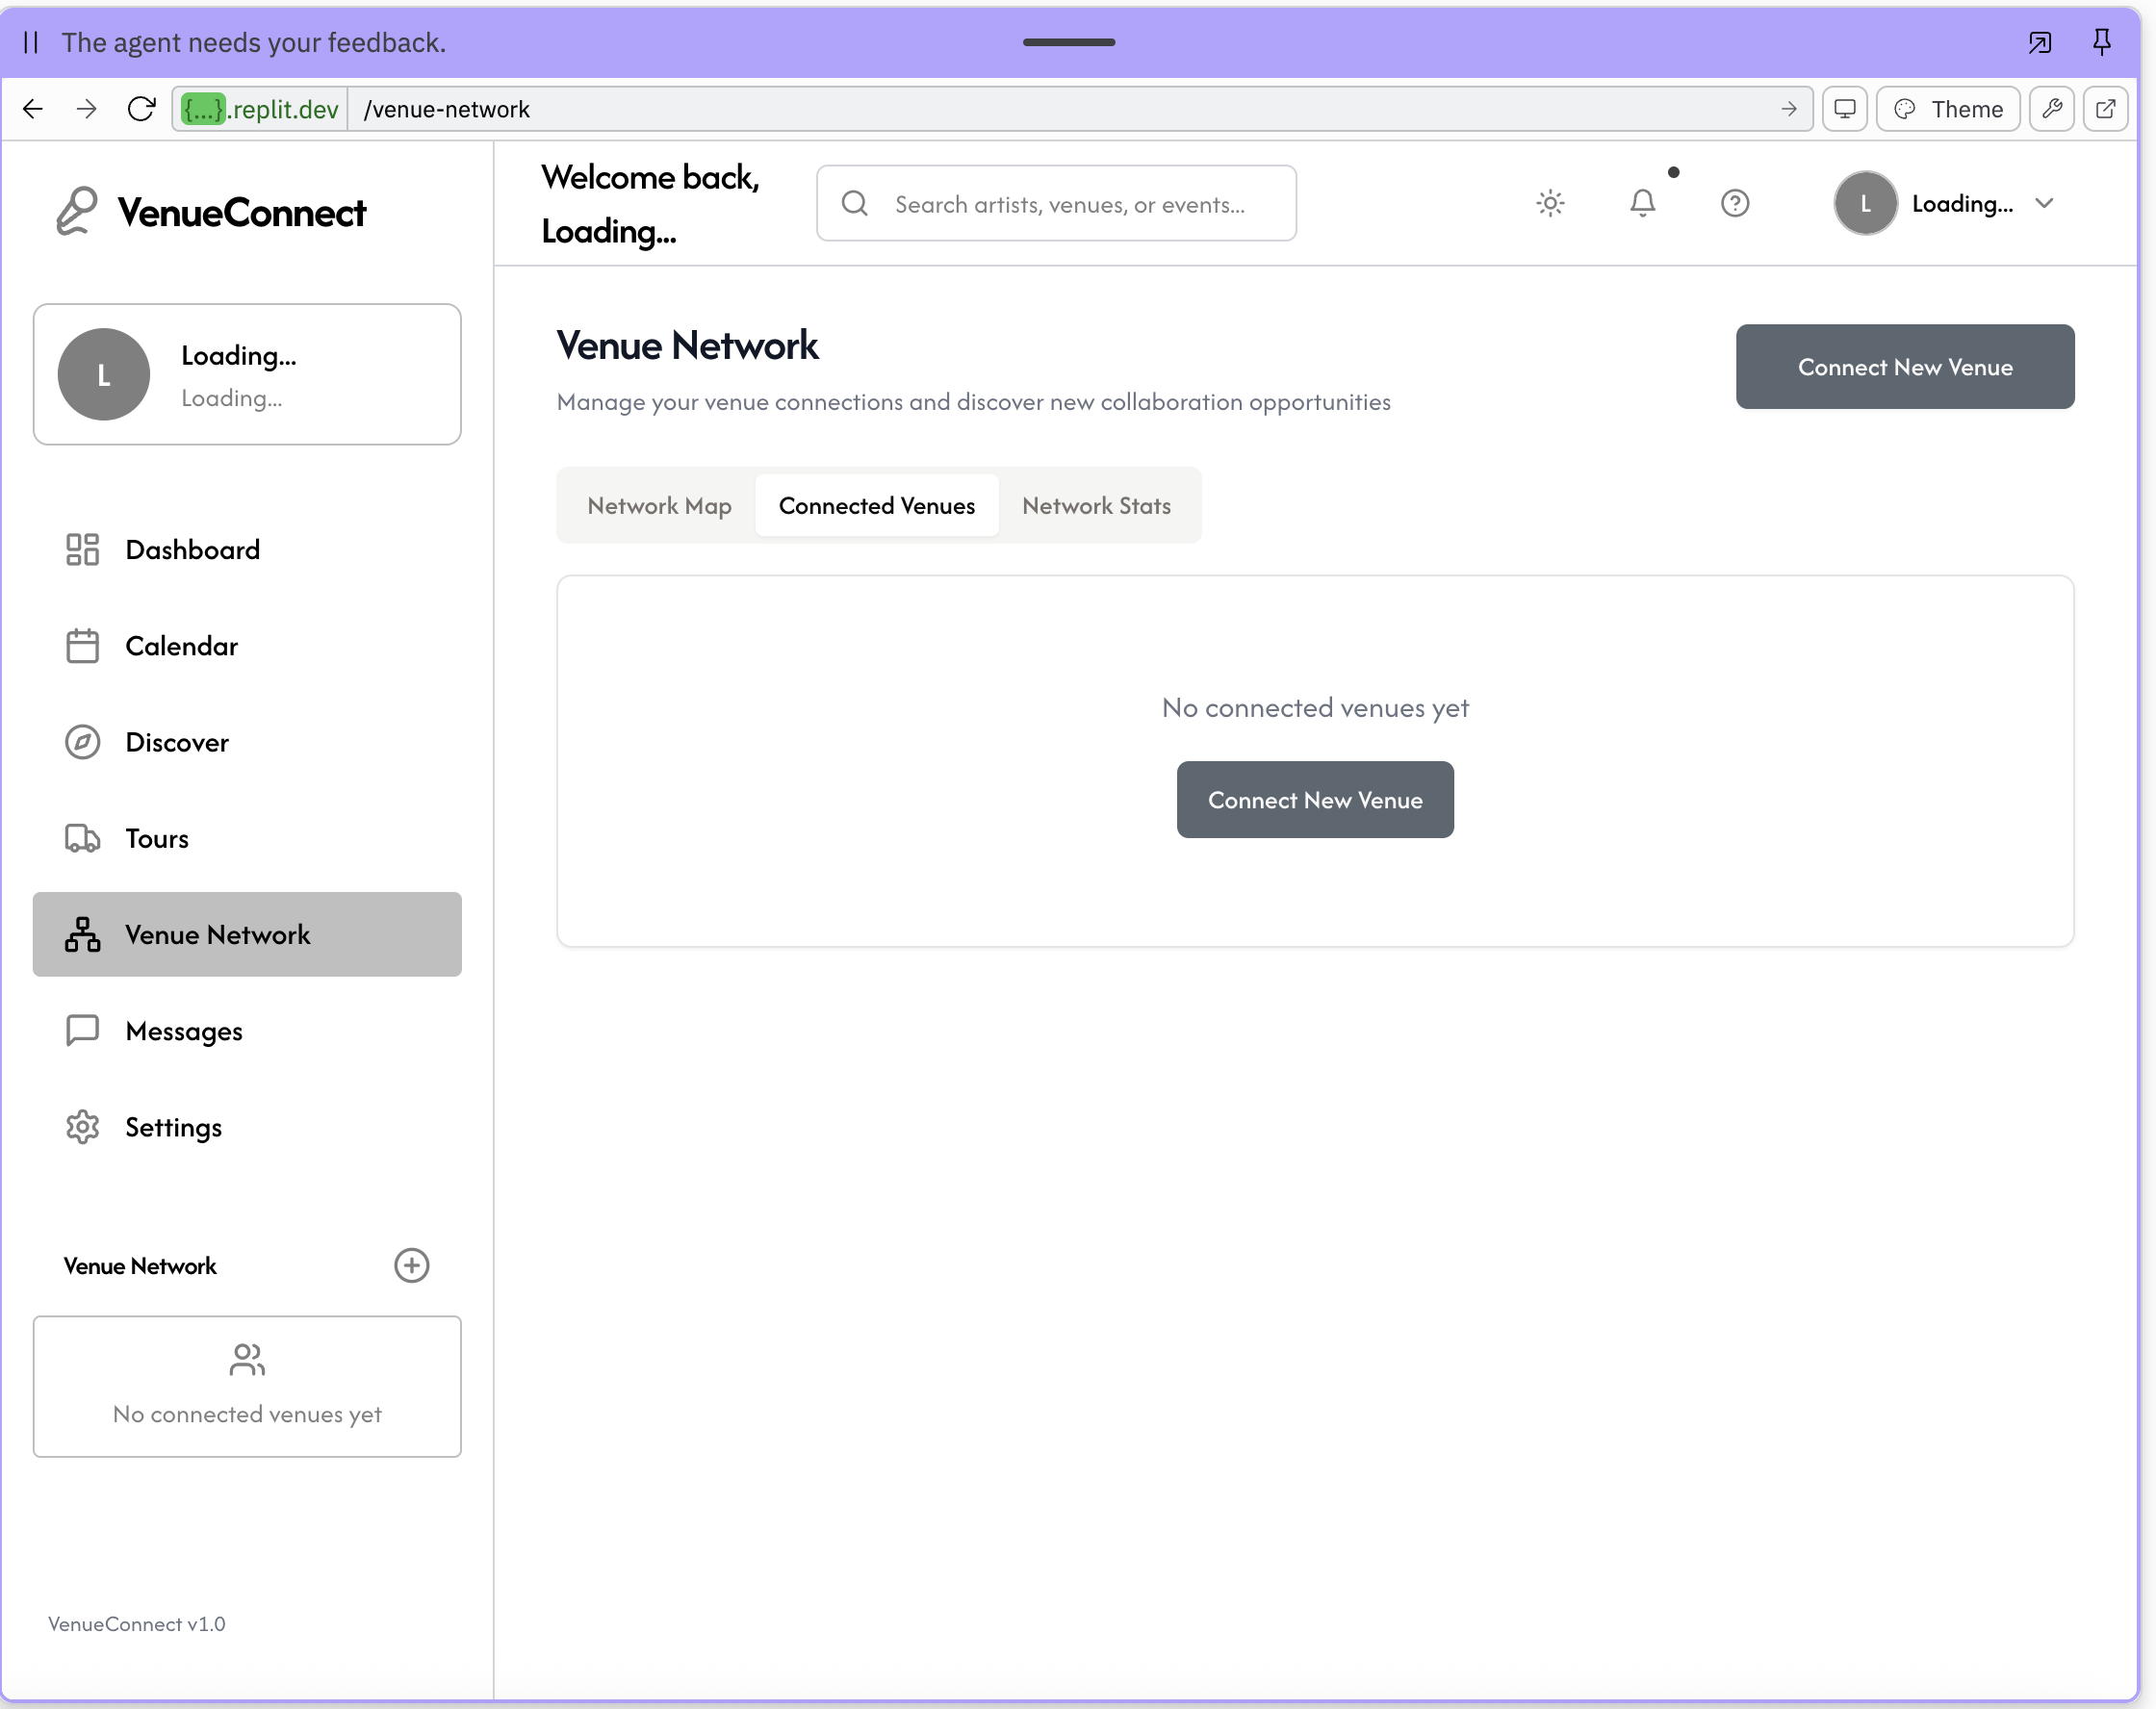 The agent needs your feedback.
{...}.replit.dev /venue-network
Theme
VenueConnect
L
Loading...
Loading...
Dashboard
Calendar
Discover
Tours
Venue Network
Messages
Settings
Venue Network
No connected venues yet
VenueConnect v1.0
Welcome back,
Loading...
Search artists, venues, or events...
L
Loading...
Venue Network
Manage your venue connections and discover new collaboration opportunities
Connect New Venue
Network Map
Connected Venues
Network Stats
No connected venues yet
Connect New Venue